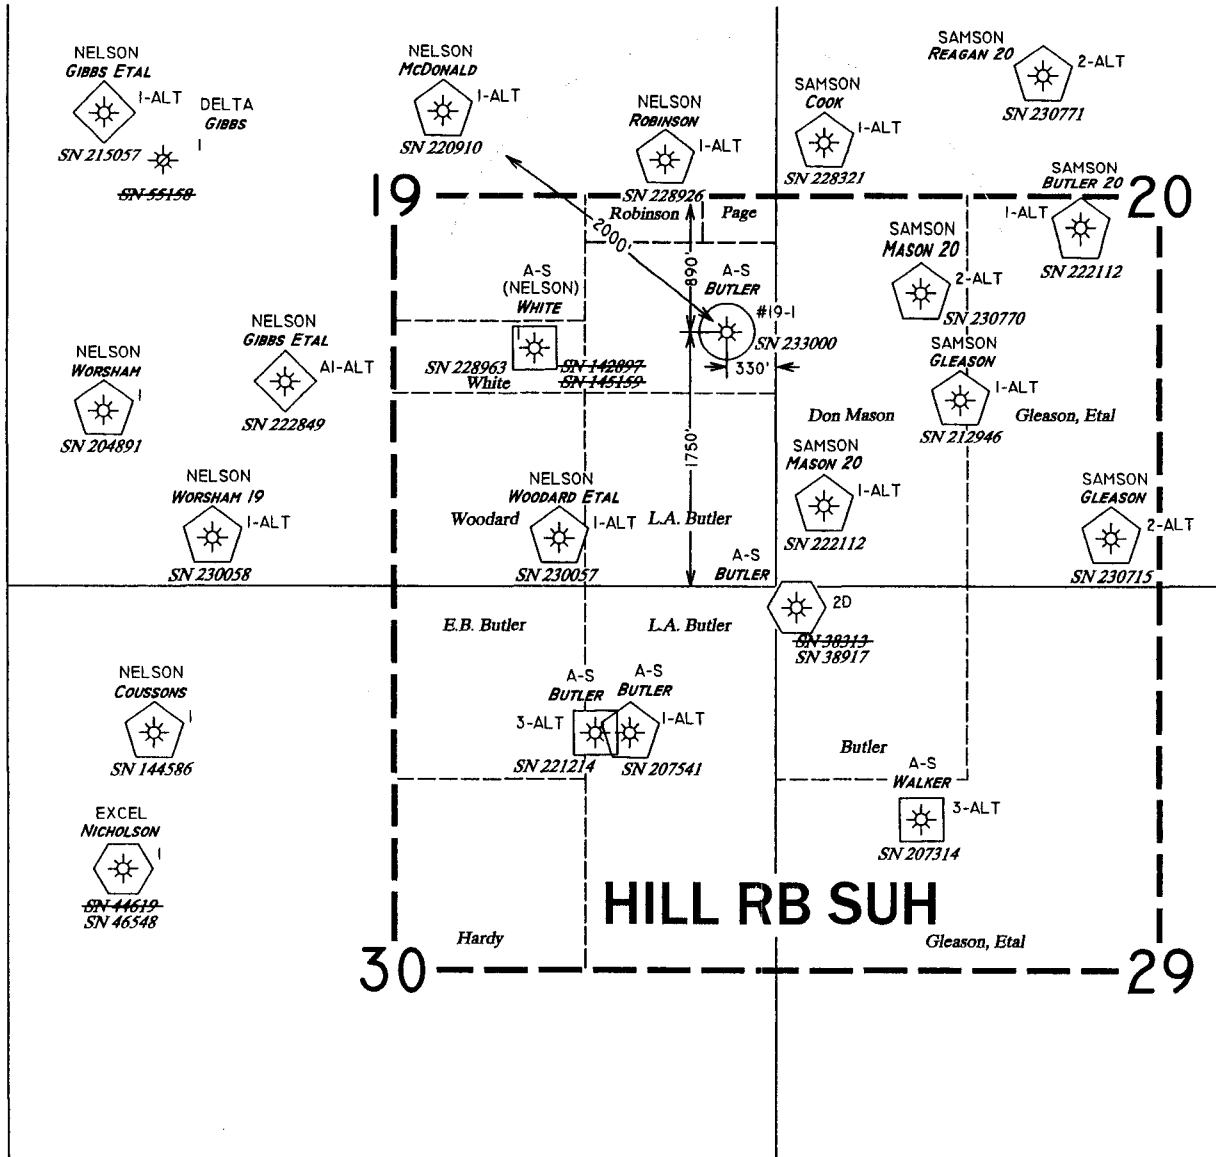 NELSON
GIBBS ETAL
1-ALT
SN 215057
DELTA
GIBBS
1
SN 55158
NELSON
McDONALD
1-ALT
SN 220910
NELSON
ROBINSON
1-ALT
SN 228926
SAMSON
COOK
1-ALT
SN 228321
SAMSON
REAGAN 20
2-ALT
SN 230771
SAMSON
BUTLER 20
1-ALT
SN 222112
19
20
Robinson
Page
2000'
890'
A-S
(NELSON)
WHITE
1
SN 228963
SN 142897
SN 145159
White
A-S
BUTLER
#19-1
SN 233000
330'
SAMSON
MASON 20
2-ALT
SN 230770
NELSON
GIBBS ETAL
A1-ALT
SN 222849
NELSON
WORSHAM
1
SN 204891
SAMSON
GLEASON
1-ALT
SN 212946
Don Mason
Gleason, Etal
1750'
NELSON
WORSHAM 19
1-ALT
SN 230058
NELSON
WOODARD ETAL
Woodard
1-ALT
SN 230057
L.A. Butler
SAMSON
MASON 20
1-ALT
SN 222112
SAMSON
GLEASON
2-ALT
SN 230715
A-S
BUTLER
2D
SN 38313
SN 38917
E.B. Butler
L.A. Butler
NELSON
COUSSONS
1
SN 144586
A-S
BUTLER
3-ALT
SN 221214
A-S
BUTLER
1-ALT
SN 207541
Butler
A-S
WALKER
3-ALT
SN 207314
EXCEL
NICHOLSON
1
SN 44619
SN 46548
HILL RB SUH
Hardy
Gleason, Etal
30
29